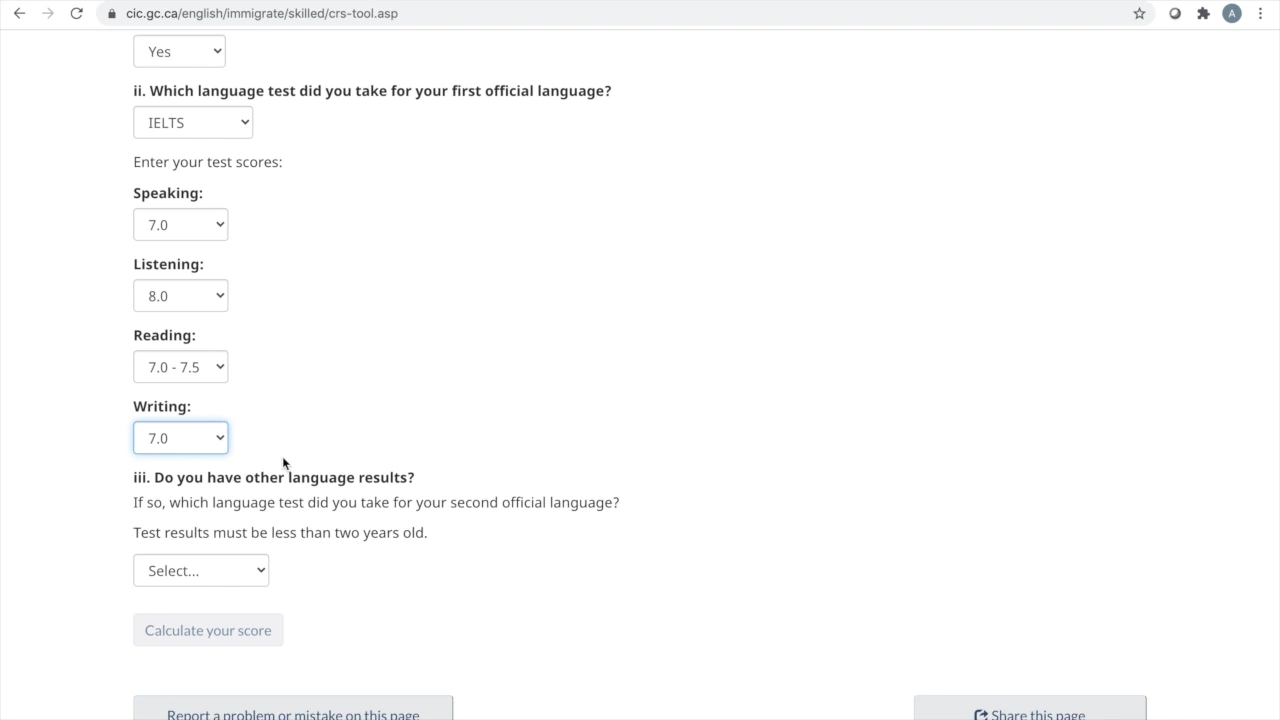 cic.gc.ca/english/immigrate/skilled/crs-tool.asp
A
Yes
ii. Which language test did you take for your first official language?
IELTS
Enter your test scores:
Speaking:
7.0
Listening:
8.0
Reading:
7.0 - 7.5
Writing:
7.0
iii. Do you have other language results?
If so, which language test did you take for your second official language?
Test results must be less than two years old.
Select...
Calculate your score
Report a problem or mistake on this page
Share this page